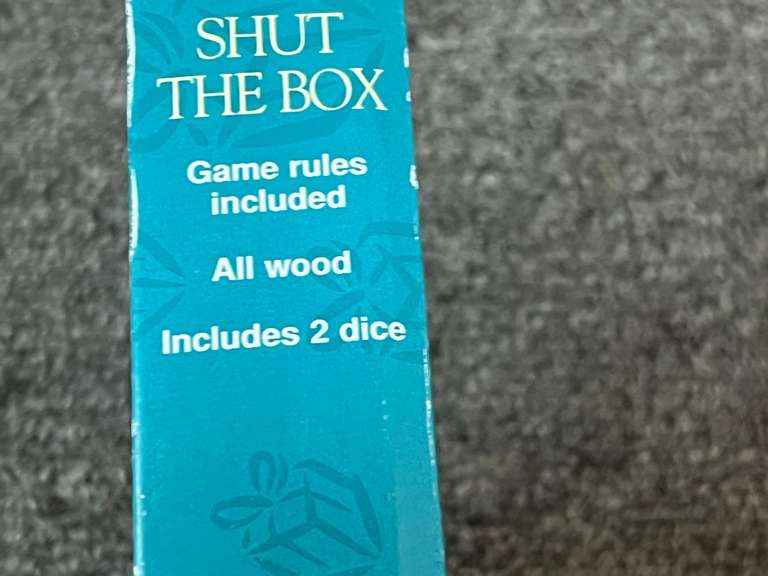 SHUT
THE BOX
Game rules
included
All wood
Includes 2 dice